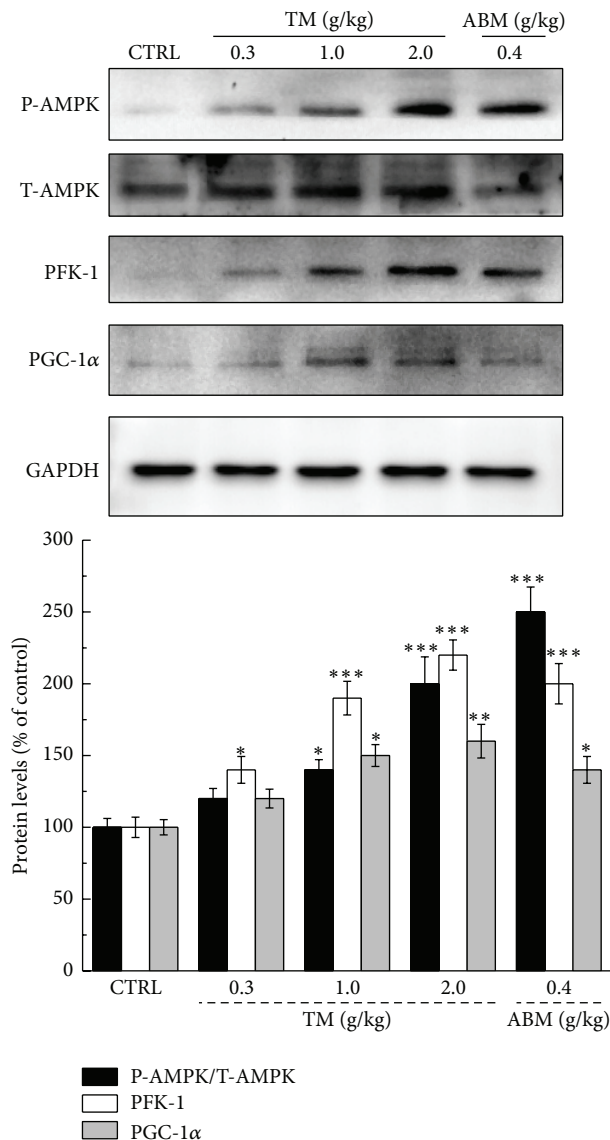 TM (g/kg) ABM (g/kg)
CTRL 0.3 1.0 2.0 0.4
P-AMPK
T-AMPK
PFK-1
PGC-1α
GAPDH
300
250
200
150
100
50
0
Protein levels (% of control)
*
*
***
*
***
***
**
***
***
*
CTRL 0.3 1.0 2.0 0.4
TM (g/kg) ABM (g/kg)
P-AMPK/T-AMPK
PFK-1
PGC-1α